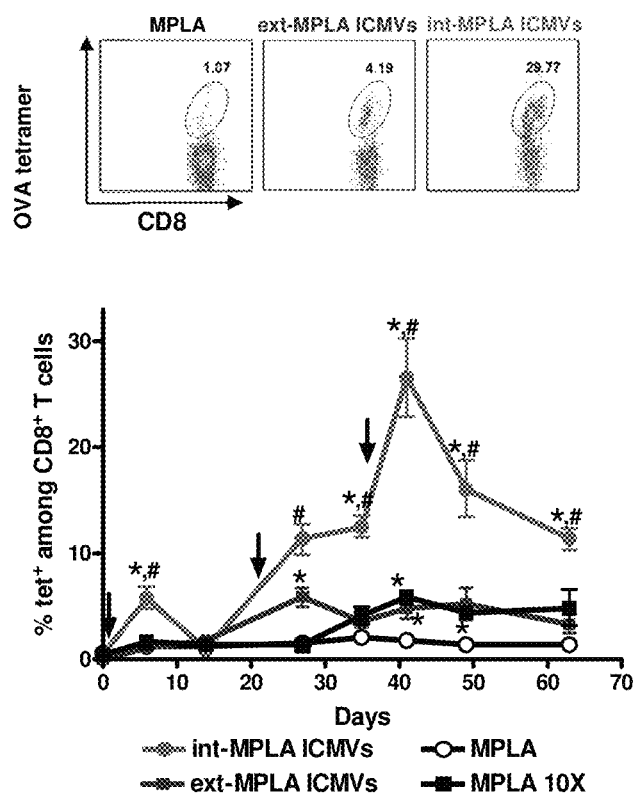 MPLA ext-MPLA ICMVs int-MPLA ICMVs
1.07 4.19 29.77
OVA tetramer
CD8
% tet+ among CD8+ T cells
30
20
10
0
*,#
#
*
*,#
*,#
*
*
*,#
*
*,#
0 10 20 30 40 50 60 70
Days
int-MPLA ICMVs MPLA
ext-MPLA ICMVs MPLA 10X